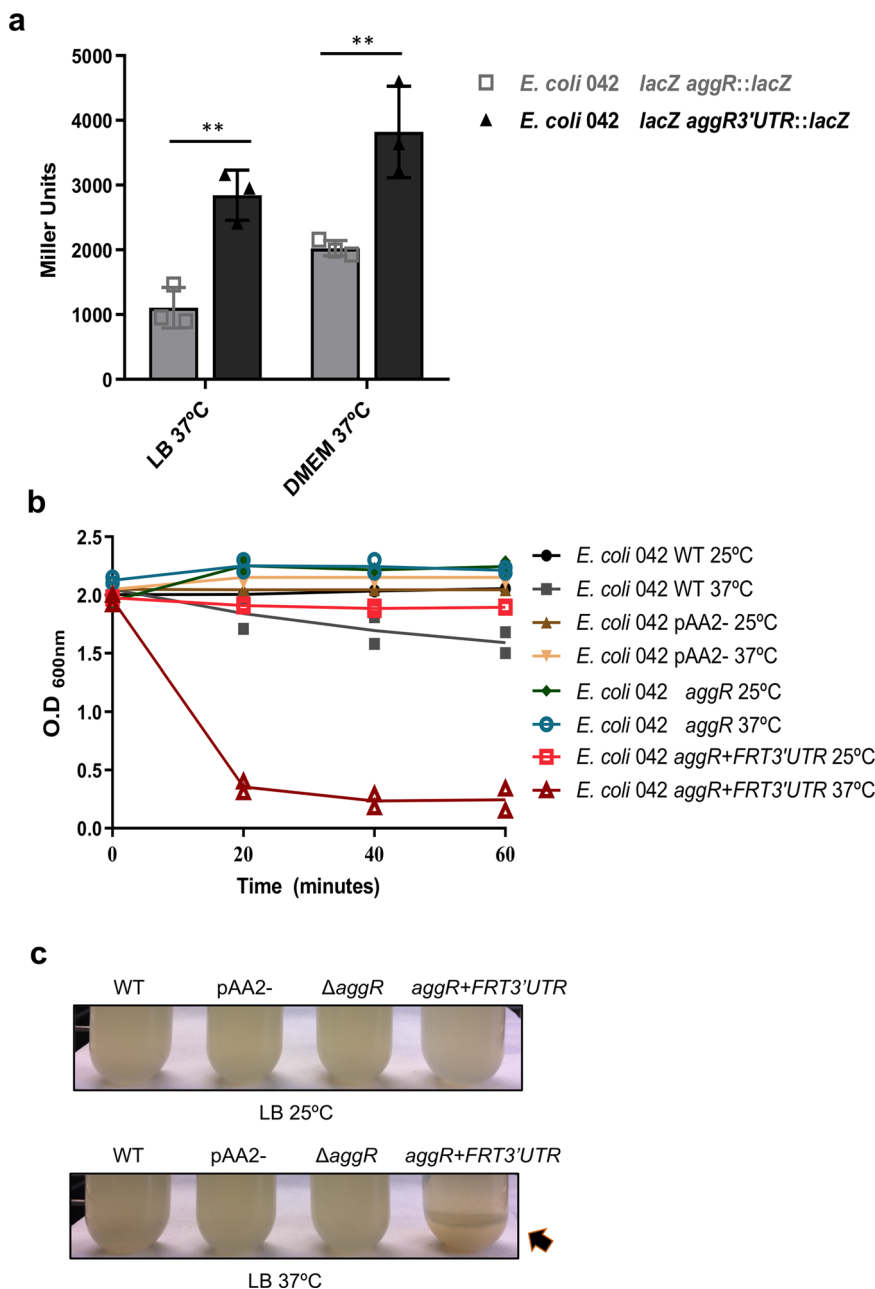 a
5000
4000
3000
2000
1000
0
Miller Units
**
**
LB 37ºC
DMEM 37ºC
E. coli 042 lacZ aggR::lacZ
E. coli 042 lacZ aggR3'UTR::lacZ
b
2.5
2.0
1.5
1.0
0.5
0.0
O.D 600nm
0 20 40 60
Time (minutes)
E. coli 042 WT 25ºC
E. coli 042 WT 37ºC
E. coli 042 pAA2- 25ºC
E. coli 042 pAA2- 37ºC
E. coli 042 aggR 25ºC
E. coli 042 aggR 37ºC
E. coli 042 aggR+FRT3'UTR 25ºC
E. coli 042 aggR+FRT3'UTR 37ºC
c
WT pAA2- ΔaggR aggR+FRT3’UTR
LB 25ºC
WT pAA2- ΔaggR aggR+FRT3’UTR
LB 37ºC